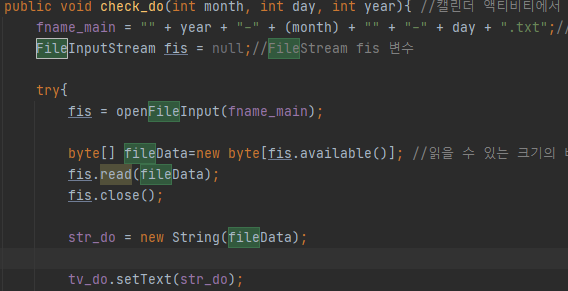 public void check_do(int month, int day, int year){ //캘린더 액티비티에서
fname_main = "" + year + "-" + (month) + "" + "-" + day + ".txt";//
FileInputStream fis = null;//FileStream fis 변수
try{
fis = openFileInput(fname_main);
byte[] fileData=new byte[fis.available()]; //읽을 수 있는 크기의
fis.read(fileData);
fis.close();
str_do = new String(fileData);
tv_do.setText(str_do);